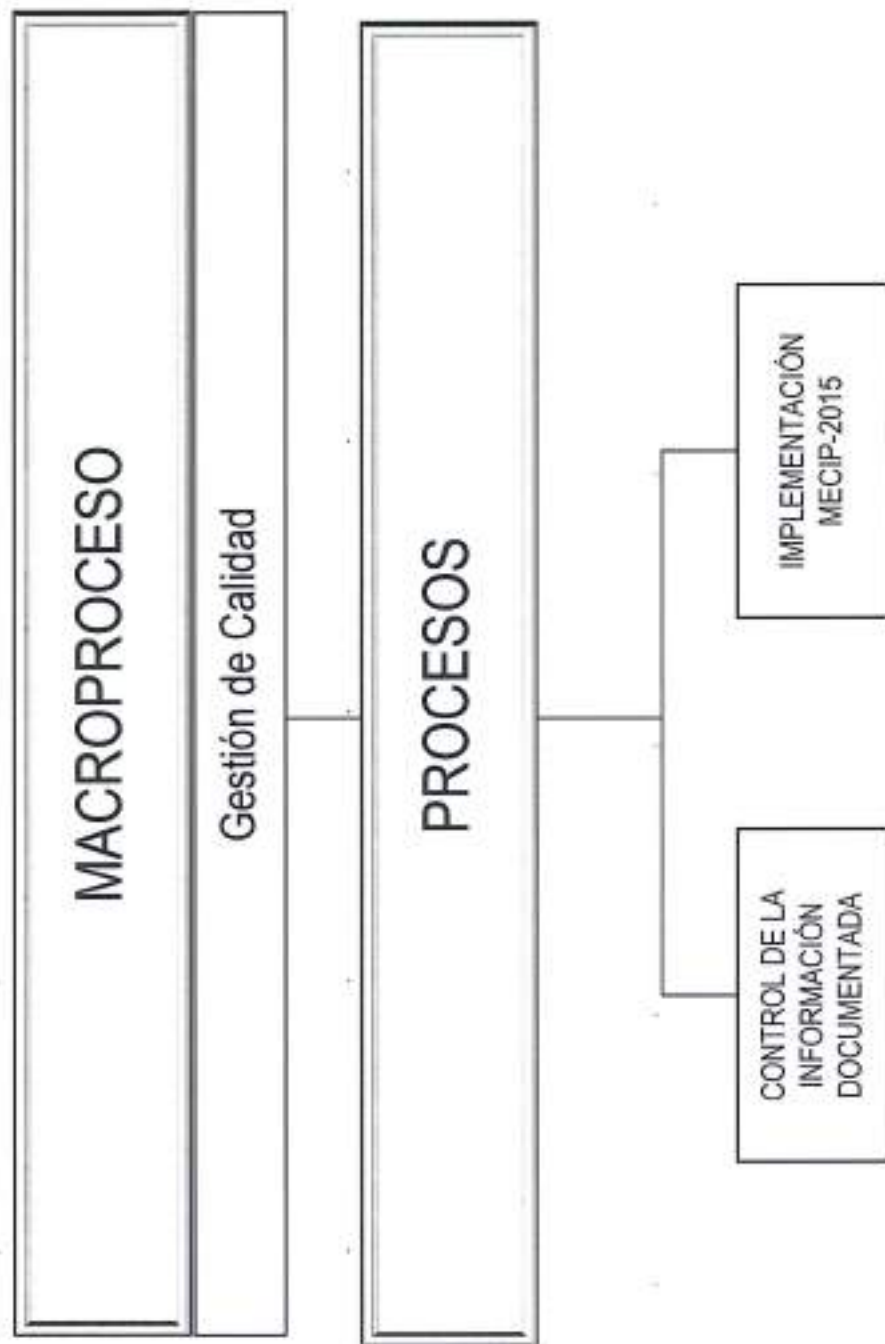 MACROPROCESO
Gestión de Calidad
PROCESOS
CONTROL DE LA
INFORMACIÓN
DOCUMENTADA
IMPLEMENTACIÓN
MECIP-2015